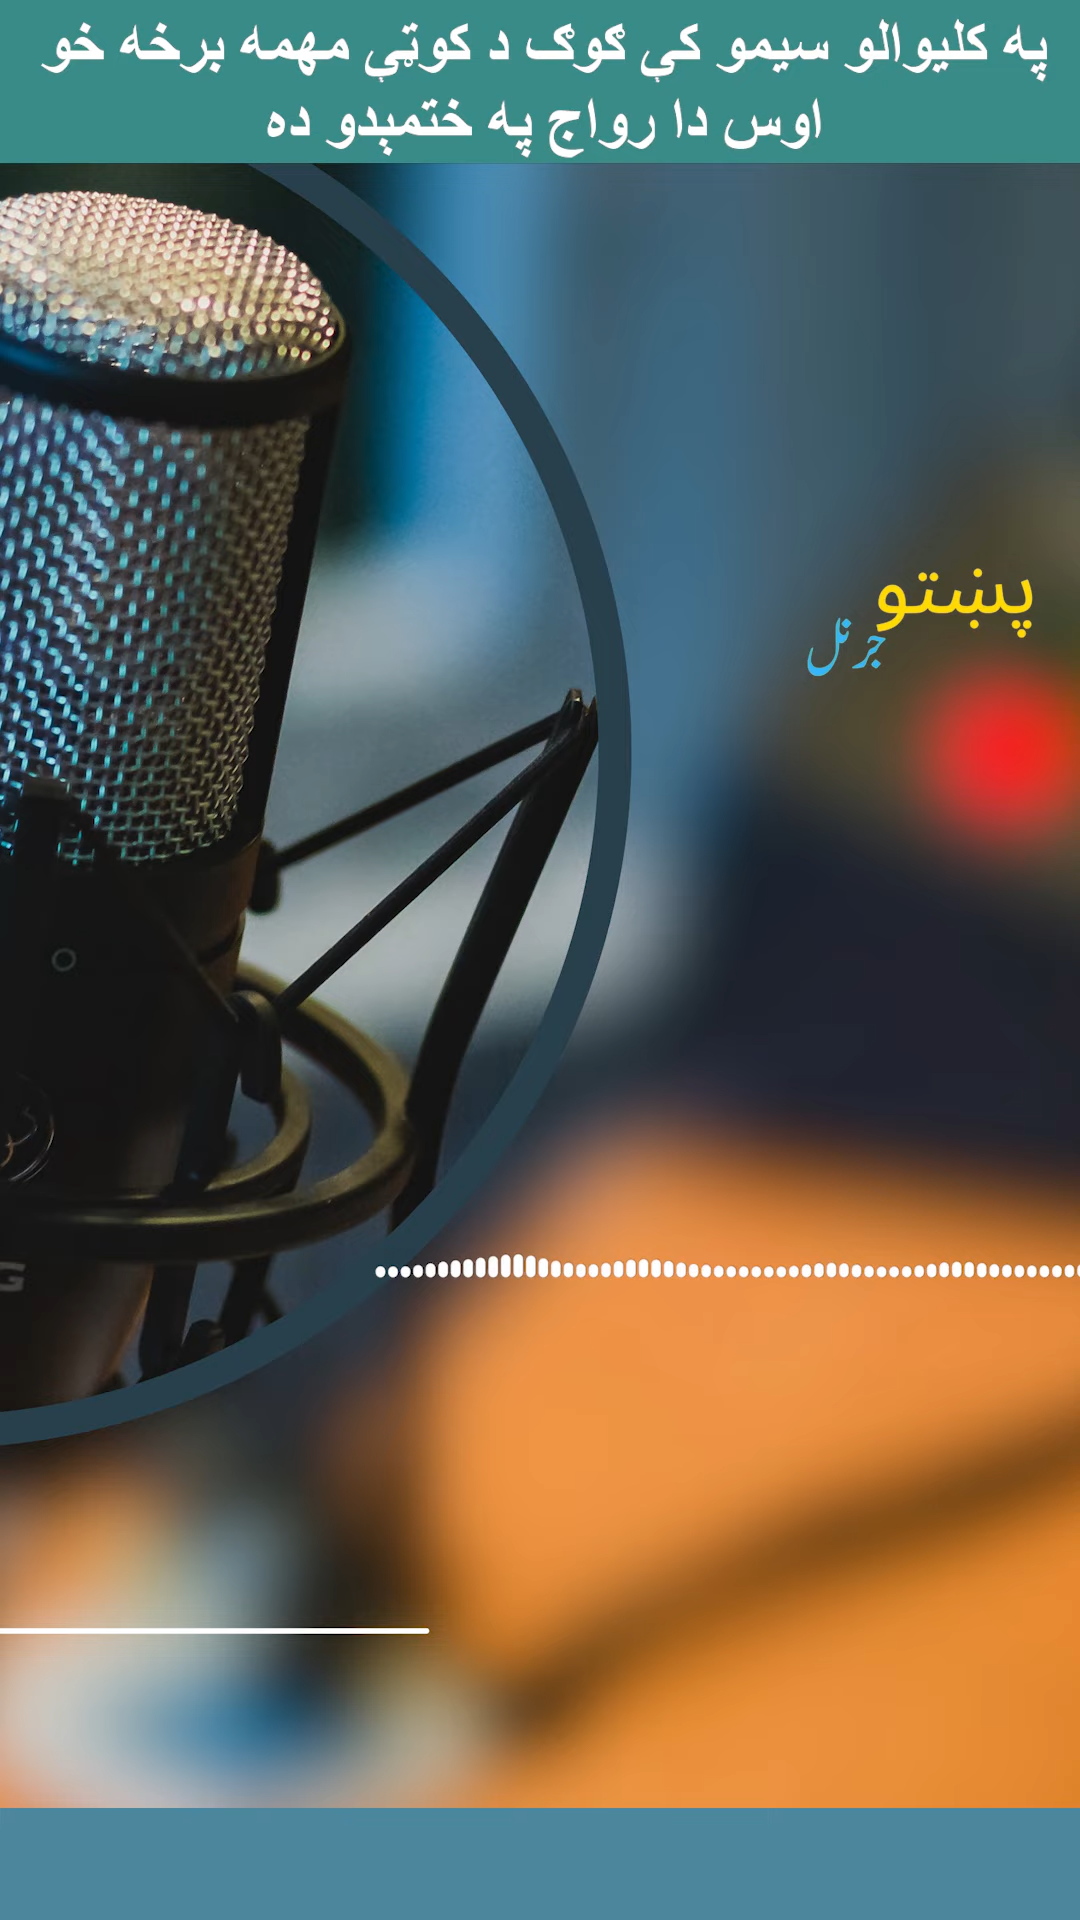 په کلیوالو سیمو کې ګوګ د کوټې مهمه برخه خو
اوس دا رواج په ختمېدو ده
پښتو
جرنل
G